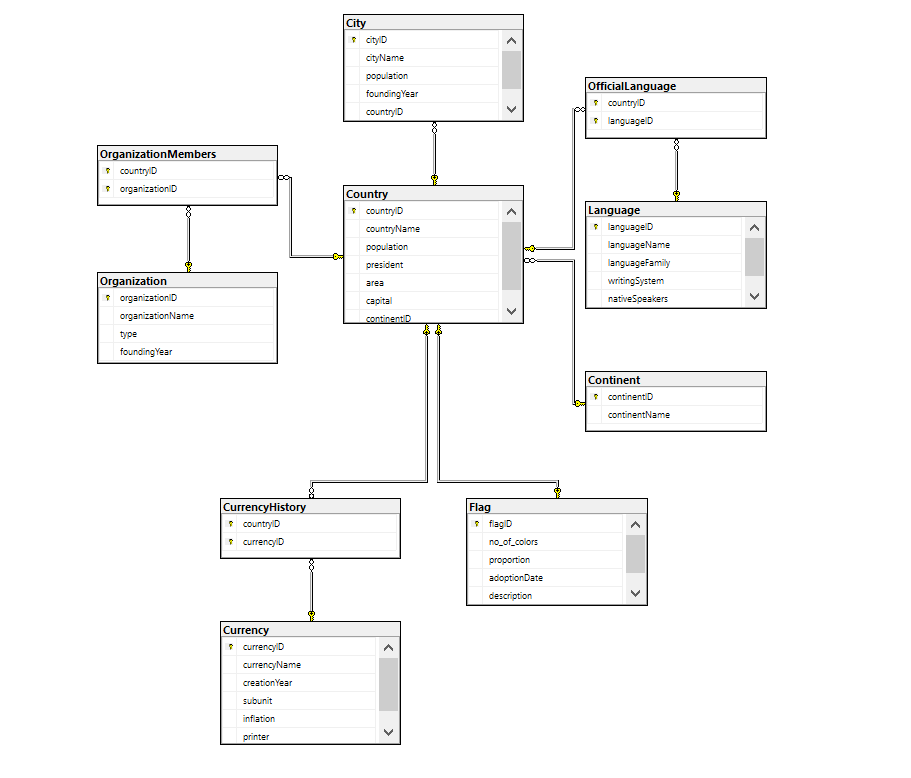 City
cityID
cityName
population
foundingYear
countryID
OfficialLanguage
countryID
languageID
OrganizationMembers
countryID
organizationID
Country
countryID
countryName
population
president
area
capital
continentID
Language
languageID
languageName
languageFamily
writingSystem
nativeSpeakers
Organization
organizationID
organizationName
type
foundingYear
Continent
continentID
continentName
CurrencyHistory
countryID
currencyID
Flag
flagID
no_of_colors
proportion
adoptionDate
description
Currency
currencyID
currencyName
creationYear
subunit
inflation
printer